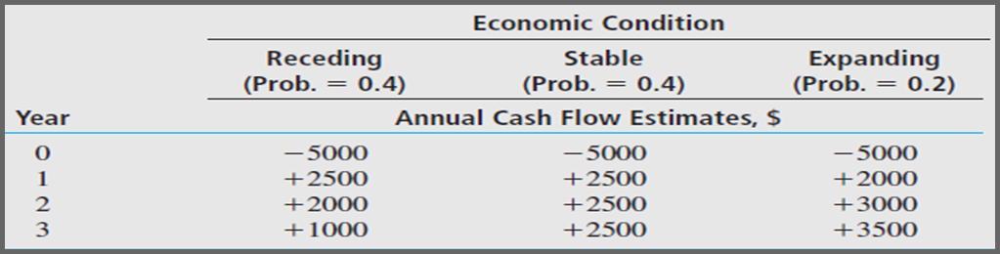 Economic Condition
Receding Stable Expanding
(Prob. = 0.4) (Prob. = 0.4) (Prob. = 0.2)
Year Annual Cash Flow Estimates, $
0 −5000 −5000 −5000
1 +2500 +2500 +2000
2 +2000 +2500 +3000
3 +1000 +2500 +3500